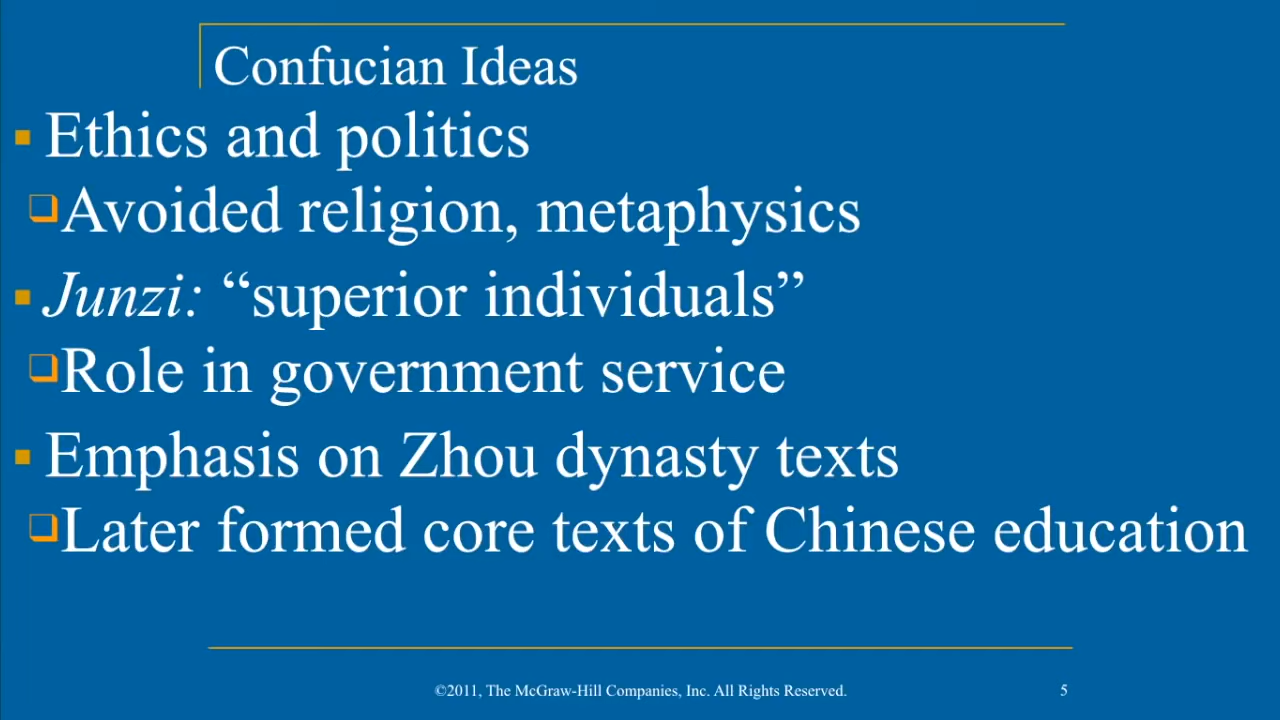 Confucian Ideas
Ethics and politics
Avoided religion, metaphysics
Junzi: “superior individuals”
Role in government service
Emphasis on Zhou dynasty texts
Later formed core texts of Chinese education
©2011, The McGraw-Hill Companies, Inc. All Rights Reserved.
5